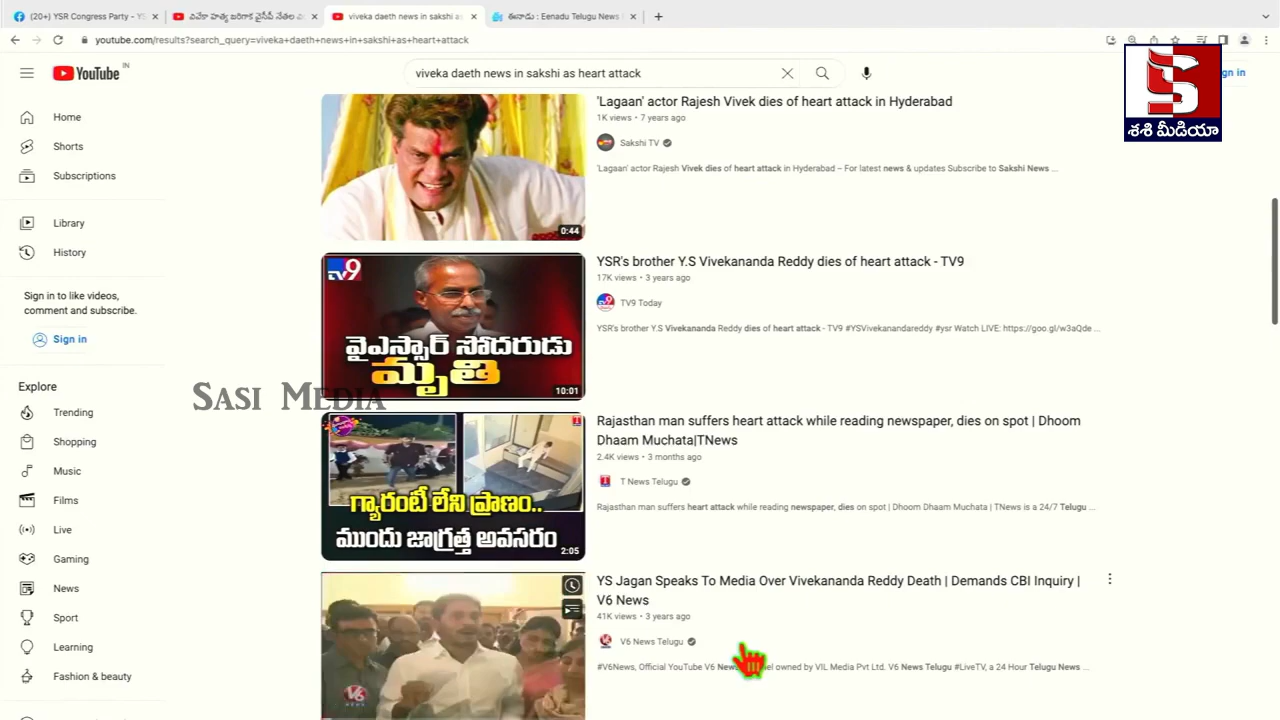 (20+) YSR Congress Party - YS
వివేకా హత్య జరిగాక వైసీపీ నేతల
viveka daeth news in sakshi as
ఈనాడు : Eenadu Telugu News
youtube.com/results?search_query=viveka+daeth+news+in+sakshi+as+heart+attack
YouTube IN
viveka daeth news in sakshi as heart attack
gn in
శశి మీడియా
Home
Shorts
Subscriptions
Library
History
Sign in to like videos,
comment and subscribe.
Sign in
Explore
Trending
Shopping
Music
Films
Live
Gaming
News
Sport
Learning
Fashion & beauty
'Lagaan' actor Rajesh Vivek dies of heart attack in Hyderabad
1K views • 7 years ago
Sakshi TV
'Lagaan' actor Rajesh Vivek dies of heart attack in Hyderabad – For latest news & updates Subscribe to Sakshi News ...
0:44
YSR's brother Y.S Vivekananda Reddy dies of heart attack - TV9
17K views • 3 years ago
TV9 Today
YSR's brother Y.S Vivekananda Reddy dies of heart attack - TV9 #YSVivekanandareddy #ysr Watch LIVE: https://goo.gl/w3aQde ...
TV9
వైఎస్సార్ సోదరుడు
మృతి
10:01
SASI MEDIA
Rajasthan man suffers heart attack while reading newspaper, dies on spot | Dhoom
Dhaam Muchata|TNews
2.4K views • 3 months ago
T News Telugu
Rajasthan man suffers heart attack while reading newspaper, dies on spot | Dhoom Dhaam Muchata | TNews is a 24/7 Telugu ...
గ్యారంటీ లేని ప్రాణం..
ముందు జాగ్రత్త అవసరం
2:05
YS Jagan Speaks To Media Over Vivekananda Reddy Death | Demands CBI Inquiry |
V6 News
41K views • 3 years ago
V6 News Telugu
#V6News, Official YouTube V6 News owned by VIL Media Pvt Ltd. V6 News Telugu #LiveTV, a 24 Hour Telugu News ...
V6